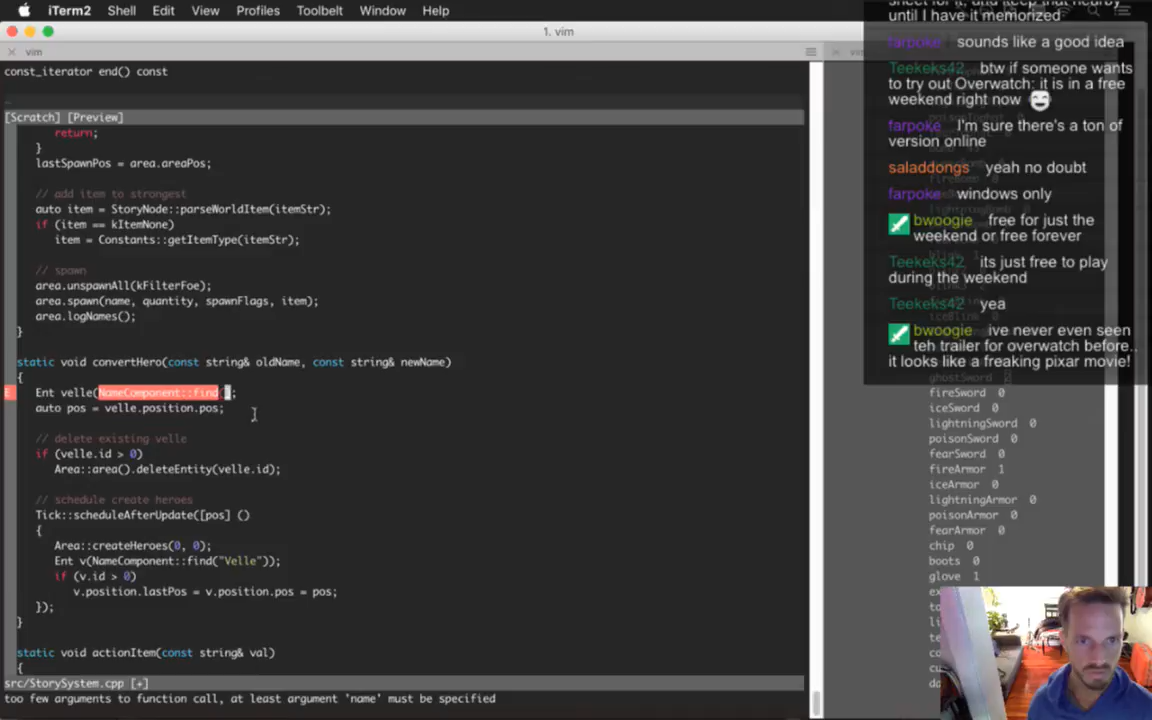 iTerm2 Shell Edit View Profiles Toolbelt Window Help
1. vim
vim
const_iterator end() const
[Scratch] [Preview]
return;
}
lastSpawnPos = area.areaPos;
// add item to strongest
auto item = StoryNode::parseWorldItem(itemStr);
if (item == kItemNone)
item = Constants::getItemType(itemStr);
// spawn
area.unspawnAll(kFilterFoe);
area.spawn(name, quantity, spawnFlags, item);
area.logNames();
}
static void convertHero(const string& oldName, const string& newName)
{
Ent velle(NameComponent::find();
auto pos = velle.position.pos;
// delete existing velle
if (velle.id > 0)
Area::area().deleteEntity(velle.id);
// schedule create heroes
Tick::scheduleAfterUpdate([pos] ()
{
Area::createHeroes(0, 0);
Ent v(NameComponent::find("Velle"));
if (v.id > 0)
v.position.lastPos = v.position.pos = pos;
});
}
static void actionItem(const string& val)
{
src/StorySystem.cpp [+]
too few arguments to function call, at least argument 'name' must be specified
sheet for it, and keep that nearby
until I have it memorized
farpoke sounds like a good idea
Teekeks42 btw if someone wants
to try out Overwatch: it is in a free
weekend right now
farpoke I'm sure there's a ton of
version online
saladdongs yeah no doubt
farpoke windows only
bwoogie free for just the
weekend or free forever
Teekeks42 its just free to play
during the weekend
Teekeks42 yea
bwoogie ive never even seen
teh trailer for overwatch before..
it looks like a freaking pixar movie!
fireSword 0
iceSword 0
lightningSword 0
poisonSword 0
fearSword 0
fireArmor 1
iceArmor 0
lightningArmor 0
poisonArmor 0
fearArmor 0
chip 0
boots 0
glove 1